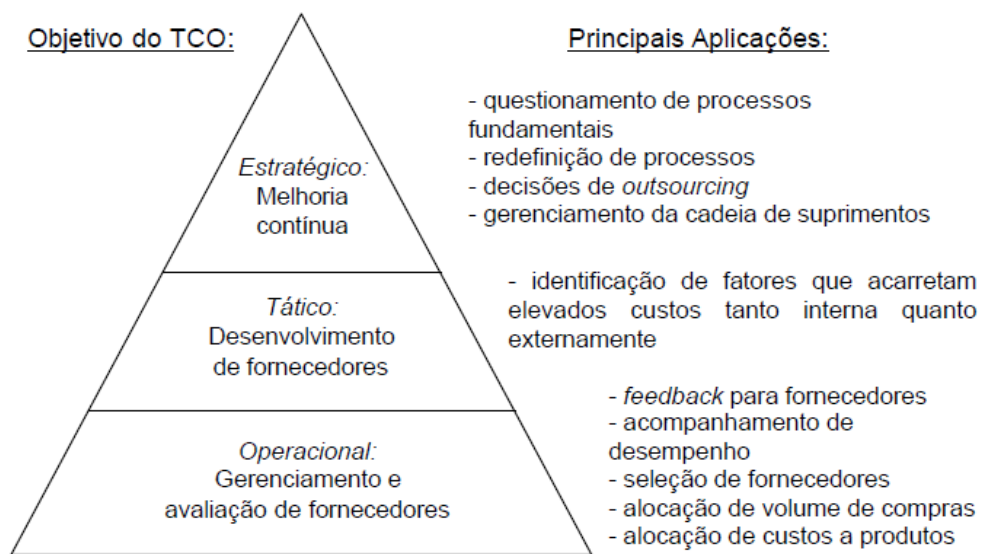 Objetivo do TCO:
Principais Aplicações:
Estratégico:
Melhoria
contínua
- questionamento de processos
fundamentais
- redefinição de processos
- decisões de outsourcing
- gerenciamento da cadeia de suprimentos
Tático:
Desenvolvimento
de fornecedores
- identificação de fatores que acarretam
elevados custos tanto interna quanto
externamente
Operacional:
Gerenciamento e
avaliação de fornecedores
- feedback para fornecedores
- acompanhamento de
desempenho
- seleção de fornecedores
- alocação de volume de compras
- alocação de custos a produtos